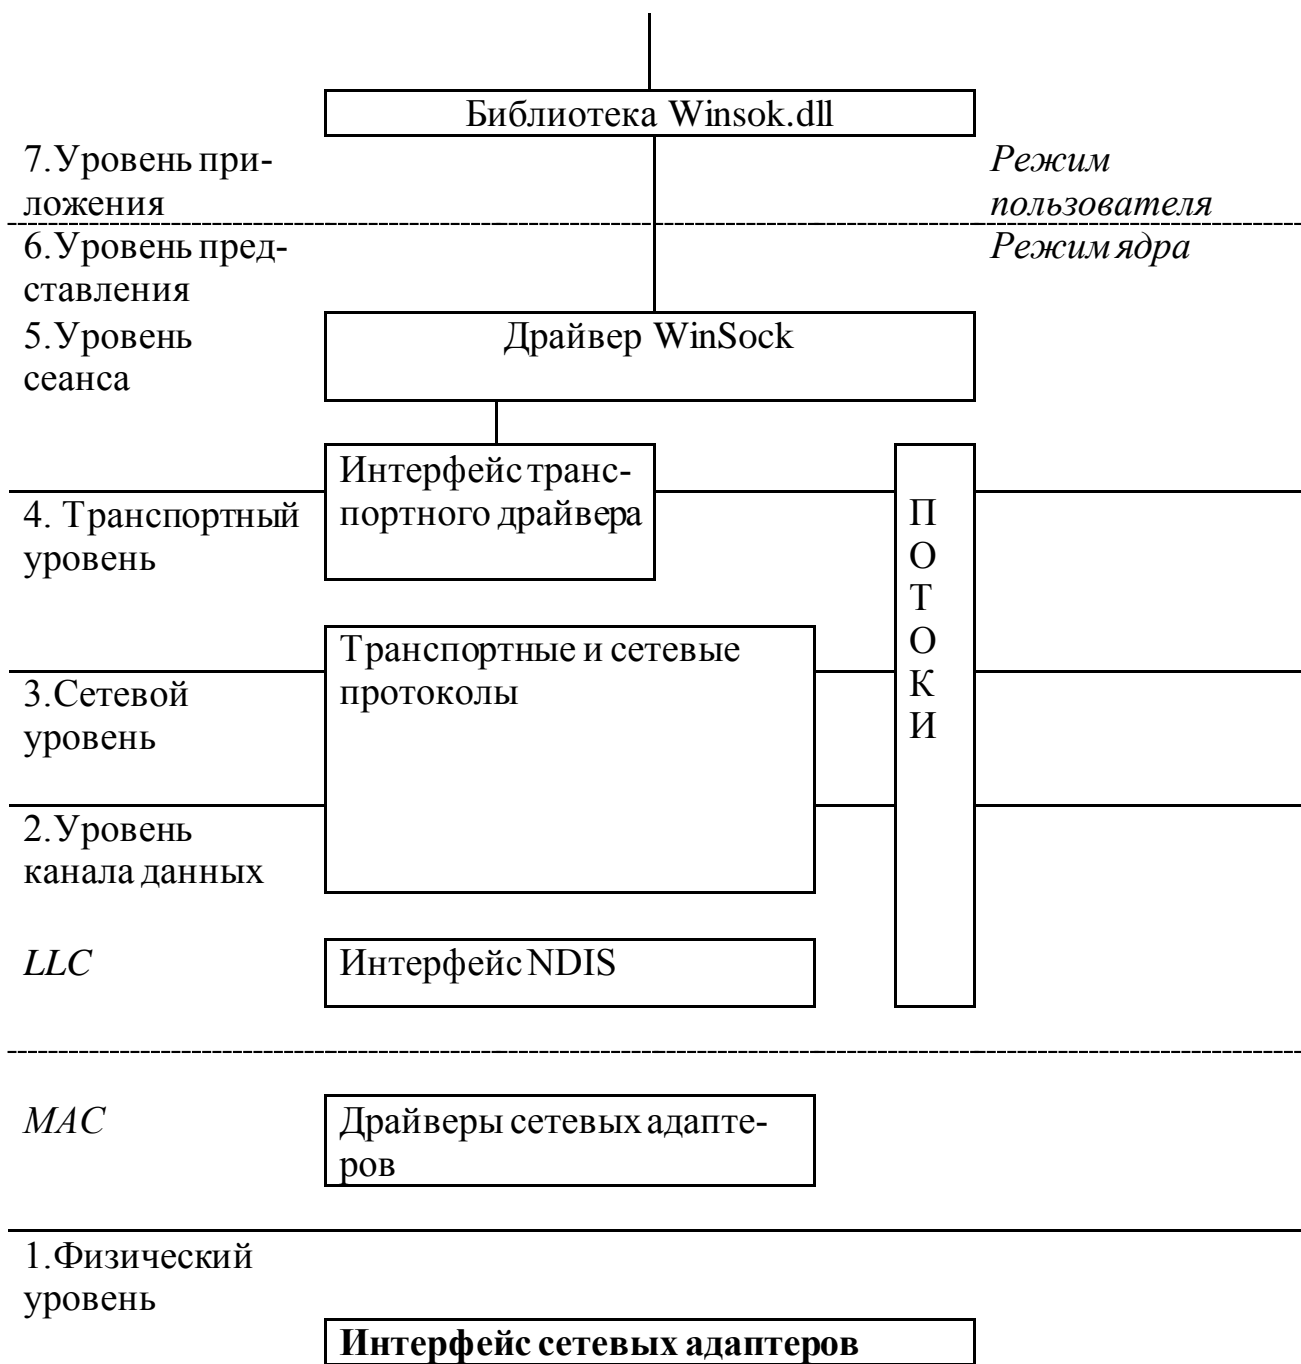 Библиотека Winsok.dll
7.Уровень при-
ложения
Режим
пользователя
6.Уровень пред-
ставления
Режим ядра
5.Уровень
сеанса
Драйвер WinSock
Интерфейс транс-
портного драйвера
4. Транспортный
уровень
П
О
Т
О
К
И
Транспортные и сетевые
протоколы
3.Сетевой
уровень
2.Уровень
канала данных
LLC
Интерфейс NDIS
MAC
Драйверы сетевых адапте-
ров
1.Физический
уровень
Интерфейс сетевых адаптеров